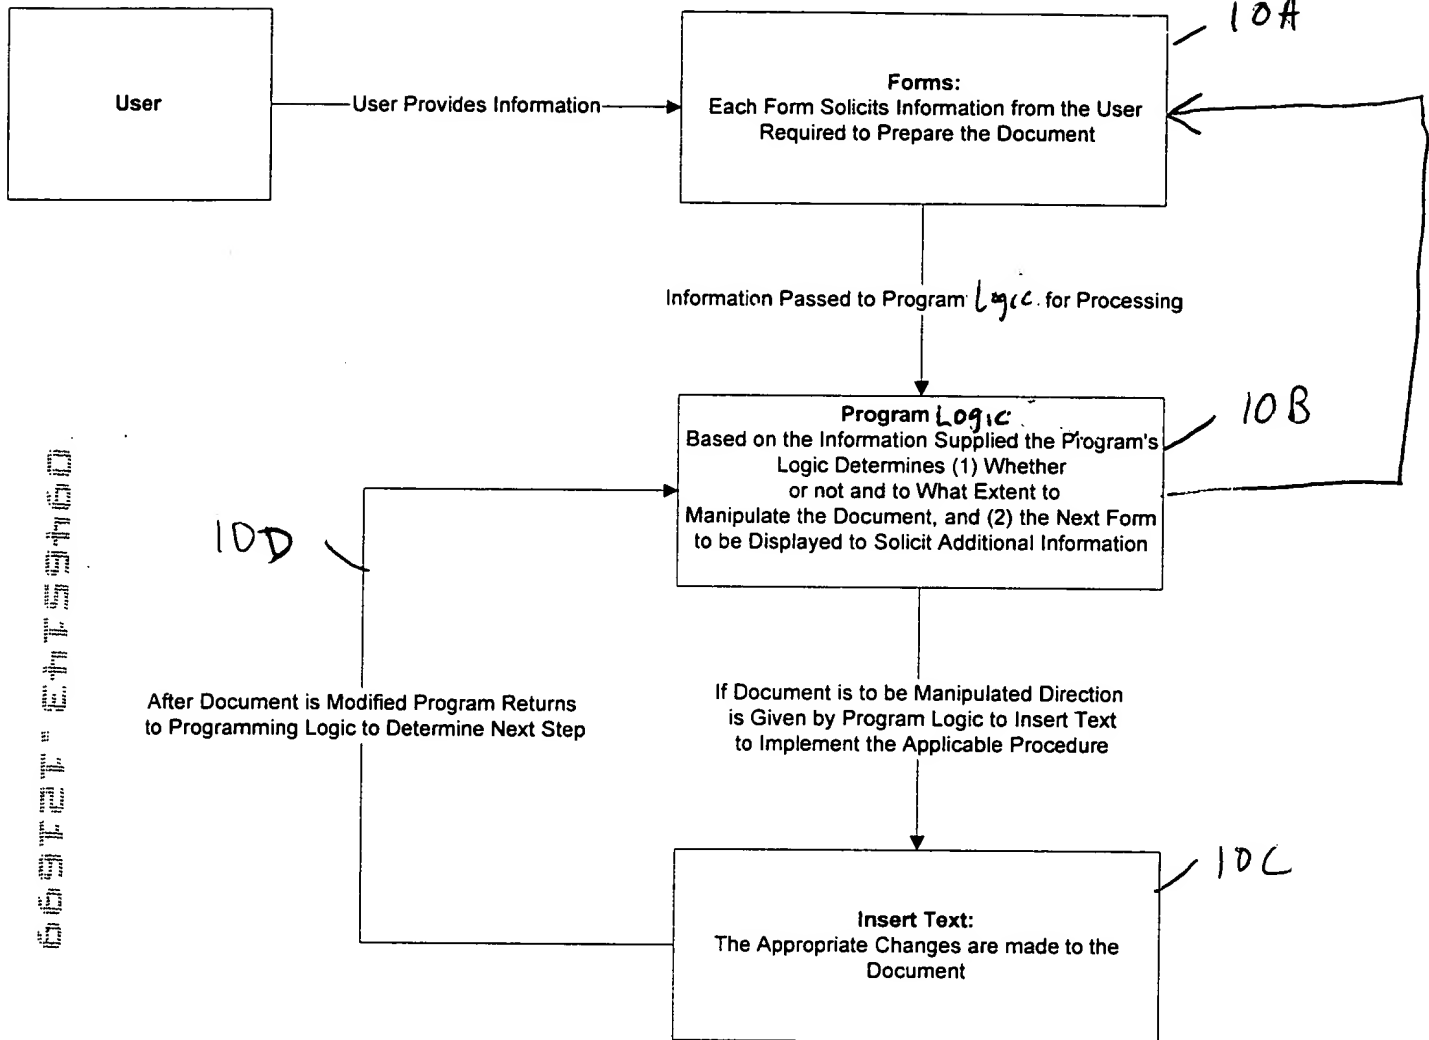 10A
User
User Provides Information
Forms:
Each Form Solicits Information from the User
Required to Prepare the Document
Information Passed to Program Logic for Processing
Program Logic
Based on the Information Supplied the Program's
Logic Determines (1) Whether
or not and to What Extent to
Manipulate the Document, and (2) the Next Form
to be Displayed to Solicit Additional Information
10B
10D
After Document is Modified Program Returns
to Programming Logic to Determine Next Step
If Document is to be Manipulated Direction
is Given by Program Logic to Insert Text
to Implement the Applicable Procedure
10C
Insert Text:
The Appropriate Changes are made to the
Document
09465143.121699